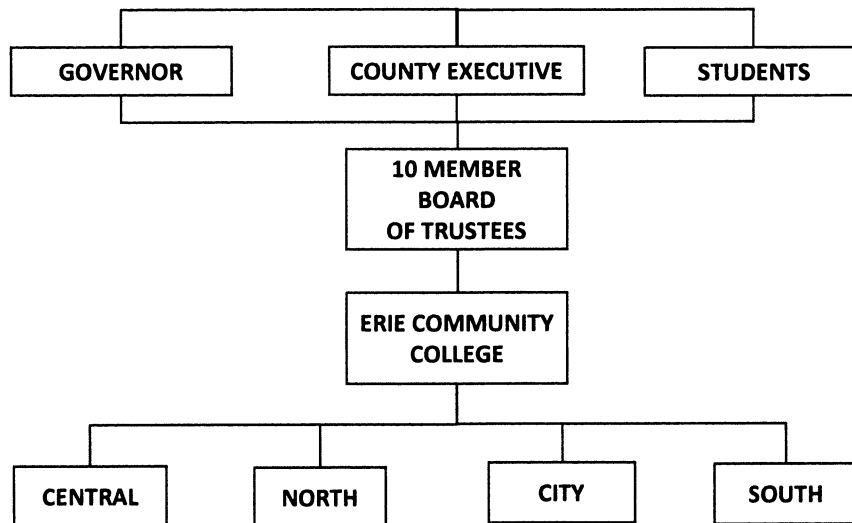 GOVERNOR
COUNTY EXECUTIVE
STUDENTS
10 MEMBER
BOARD
OF TRUSTEES
ERIE COMMUNITY
COLLEGE
CENTRAL
NORTH
CITY
SOUTH